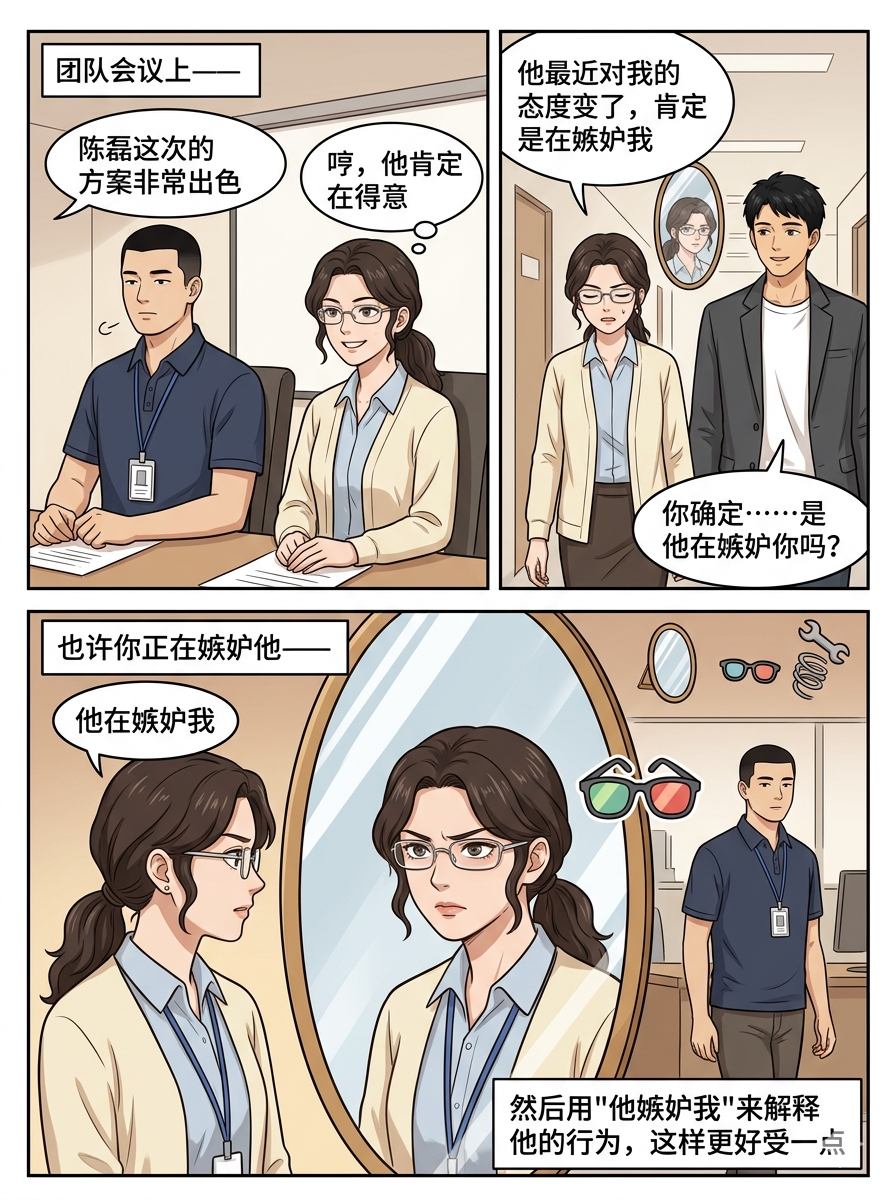 团队会议上——
陈磊这次的
方案非常出色
哼，他肯定
在得意
他最近对我的
态度变了，肯定
是在嫉妒我
你确定……是
他在嫉妒你吗？
也许你正在嫉妒他——
他在嫉妒我
然后用"他嫉妒我"来解释
他的行为，这样更好受一点